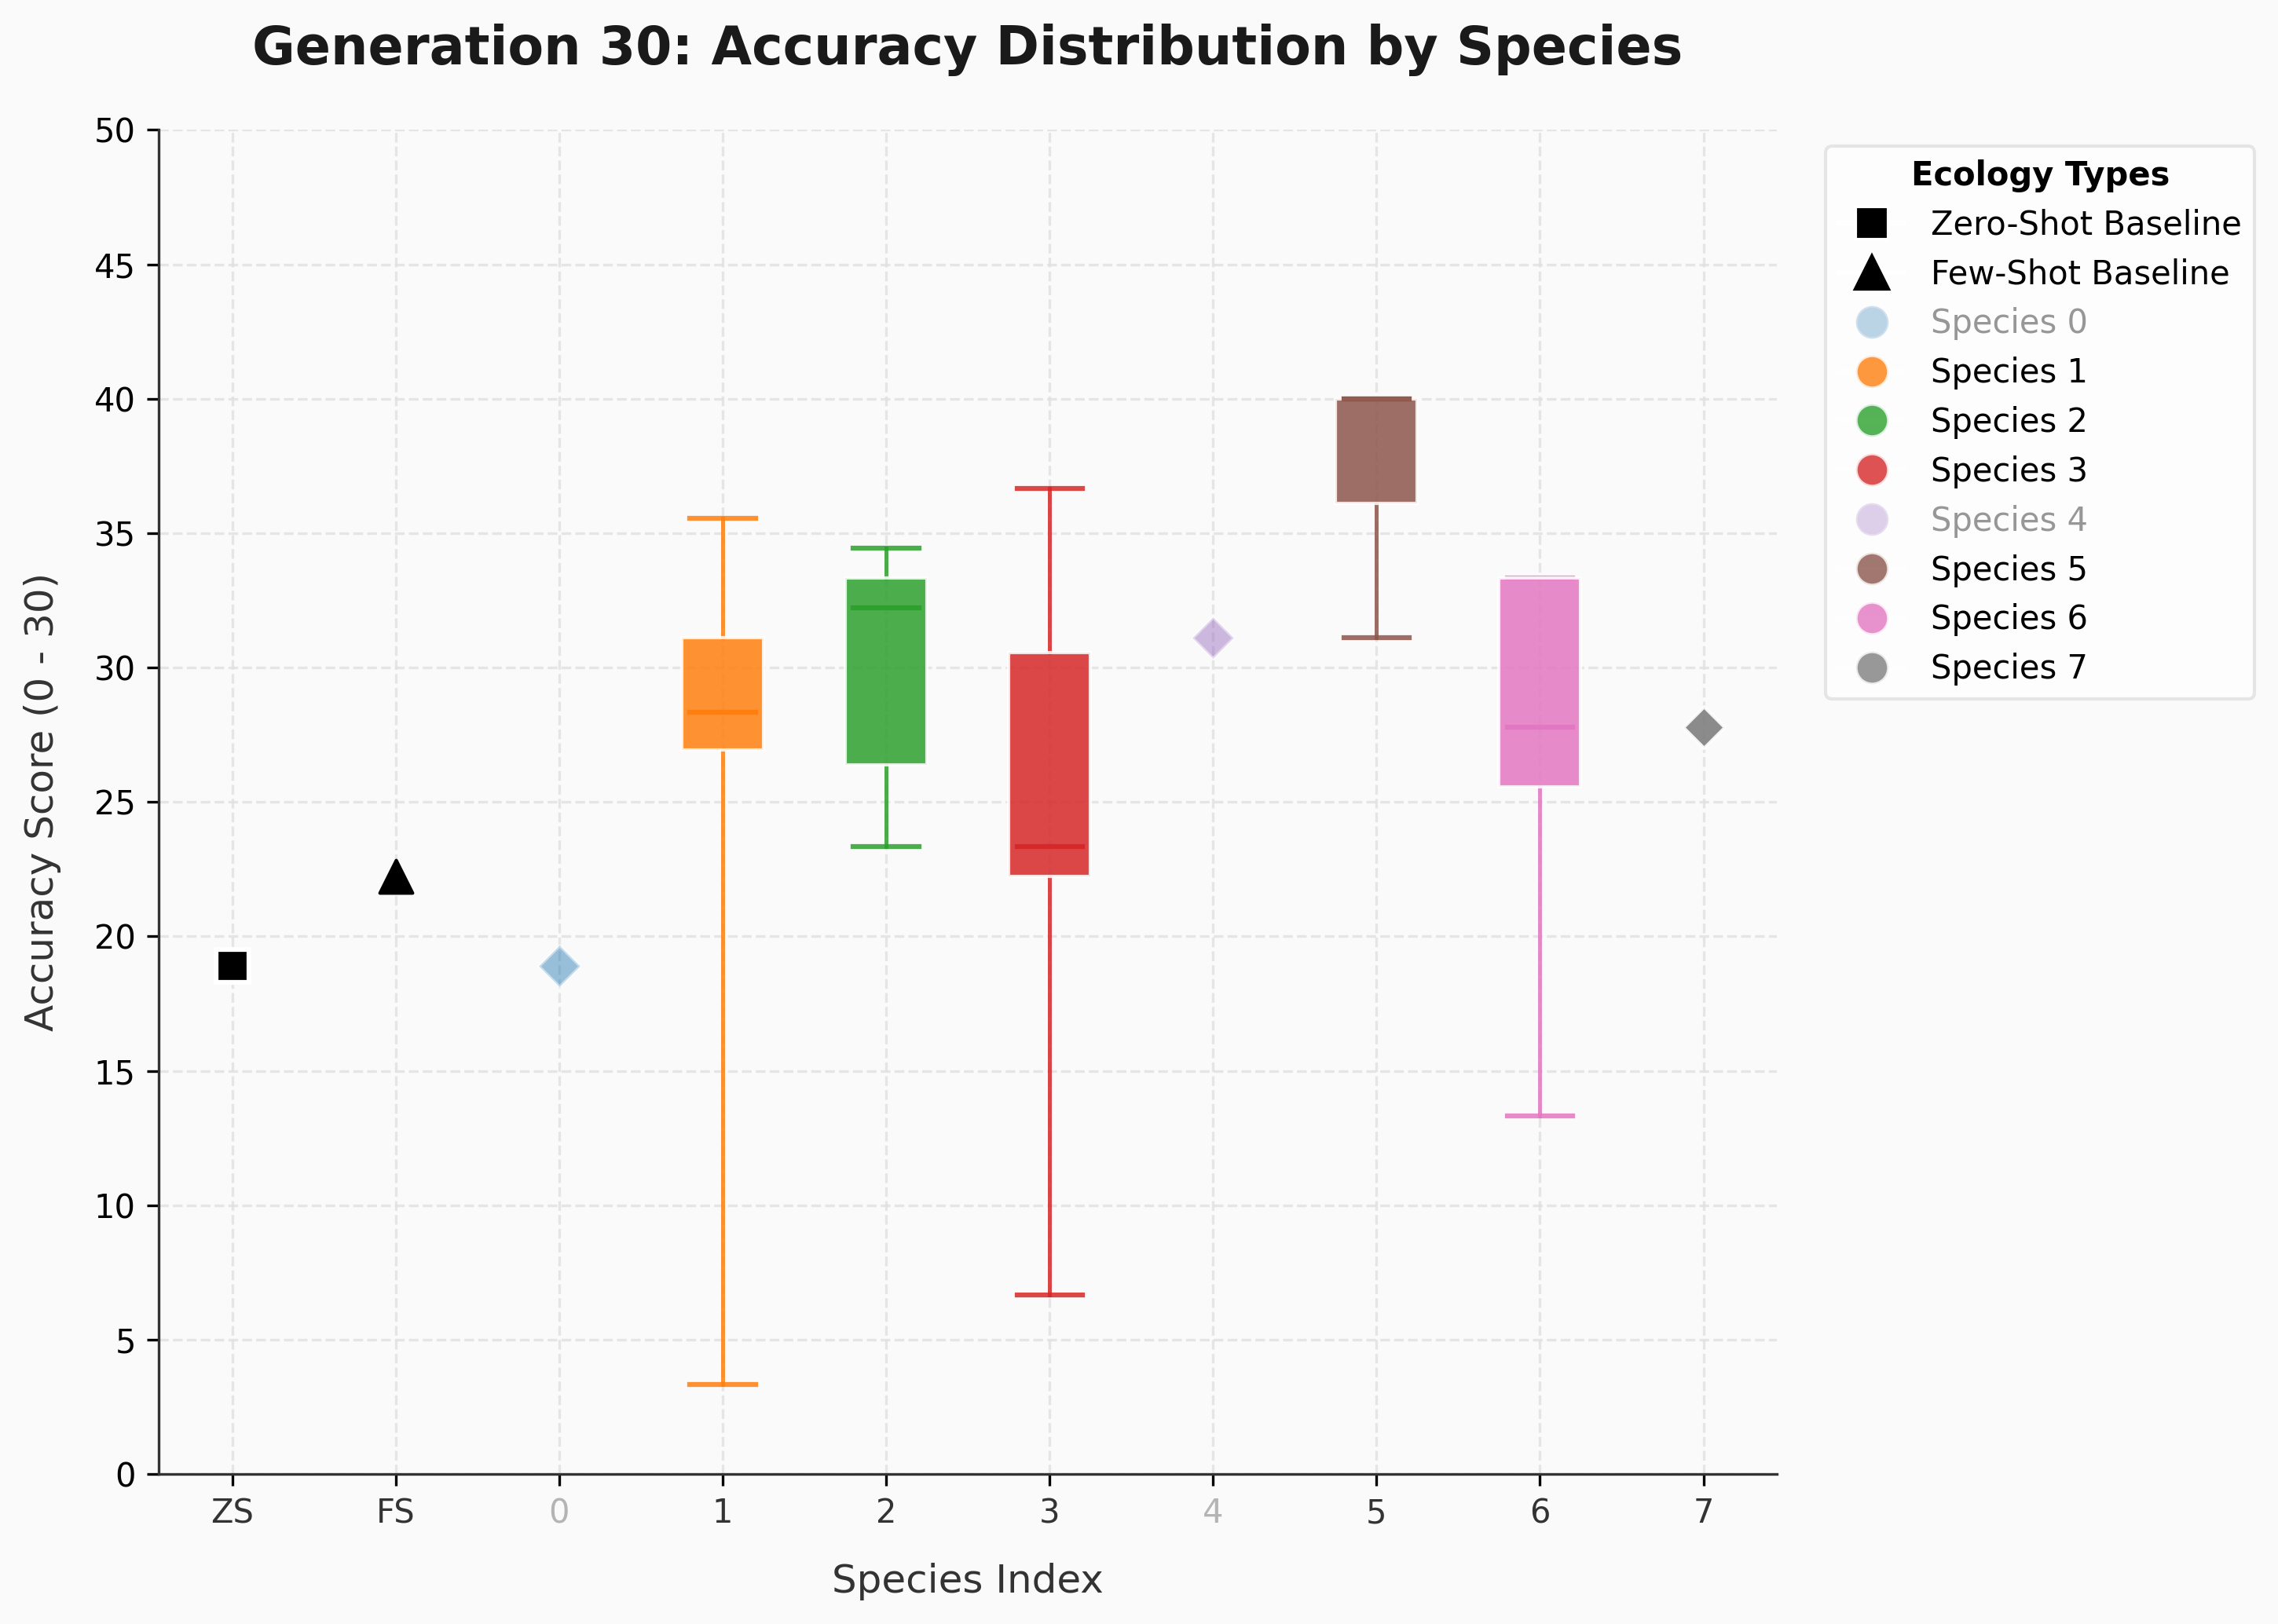 Generation 30: Accuracy Distribution by Species
50
45
40
35
30
25
20
15
10
5
0
Accuracy Score (0 - 30)
ZS FS 0 1 2 3 4 5 6 7
Species Index
Ecology Types
Zero-Shot Baseline
Few-Shot Baseline
Species 0
Species 1
Species 2
Species 3
Species 4
Species 5
Species 6
Species 7